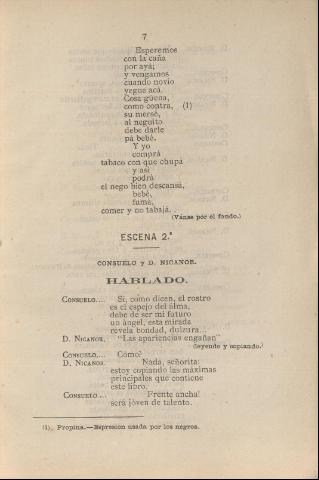 7
Esperemos
con la caña
por ayá;
y vengamos
cuando novio
yegue acá.
Cosa güena,
como contra, (1)
su mersé,
al neguito
debe darle
pá bebé.
Y yo
comprá
tabaco con que chupá
y así
podrá
el nego bien descansá,
bebé,
fumá,
comer y no tabajá.
(Vánse por el fondo.)
ESCENA 2.ª
CONSUELO y D. NICANOR.
HABLADO.
CONSUELO.... Si, como dicen, el rostro
es el espejo del alma,
debe de ser mi futuro
un ángel, esta mirada
revela bondad, dulzura...
D. NICANOR. "Las apariencias engañan"
(leyendo y copiando.)
CONSUELO.... Cómo?
D. NICANOR. Nada, señorita:
estoy copiando las máximas
principales que contiene
este libro.
CONSUELO.... Frente ancha!
será jóven de talento.
(1). Propina.—Espresion usada por los negros.